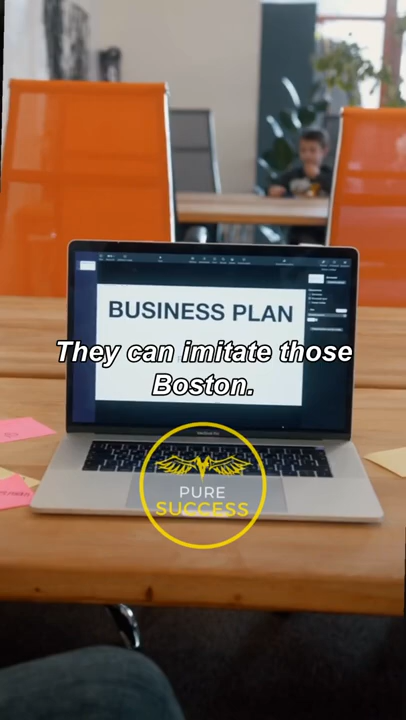 BUSINESS PLAN
They can imitate those
Boston.
PURE
SUCCESS